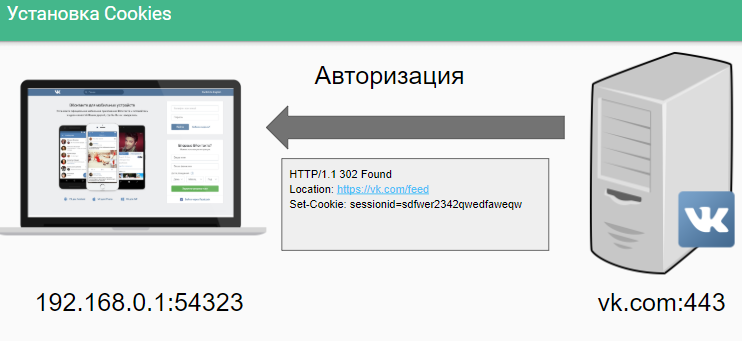 Установка Cookies
Авторизация
HTTP/1.1 302 Found
Location: https://vk.com/feed
Set-Cookie: sessionid=sdfwer2342qwedfaweqw
192.168.0.1:54323
vk.com:443